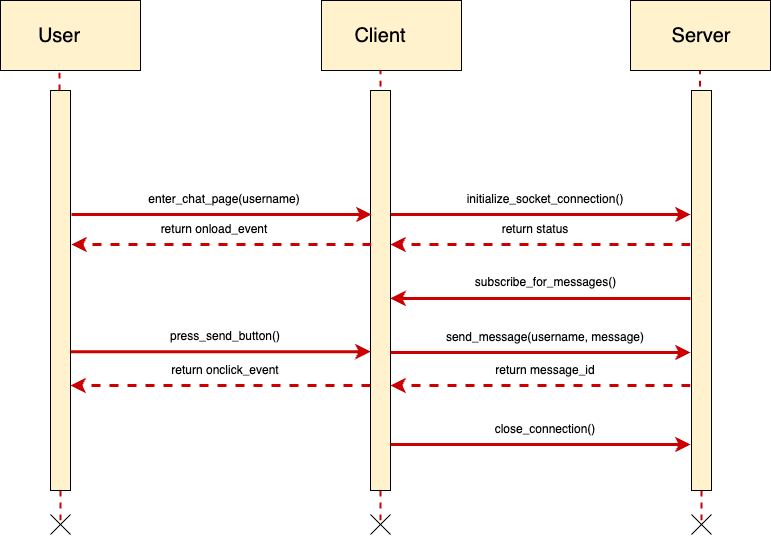 User
Client
Server
enter_chat_page(username)
initialize_socket_connection()
return onload_event
return status
subscribe_for_messages()
press_send_button()
send_message(username, message)
return onclick_event
return message_id
close_connection()